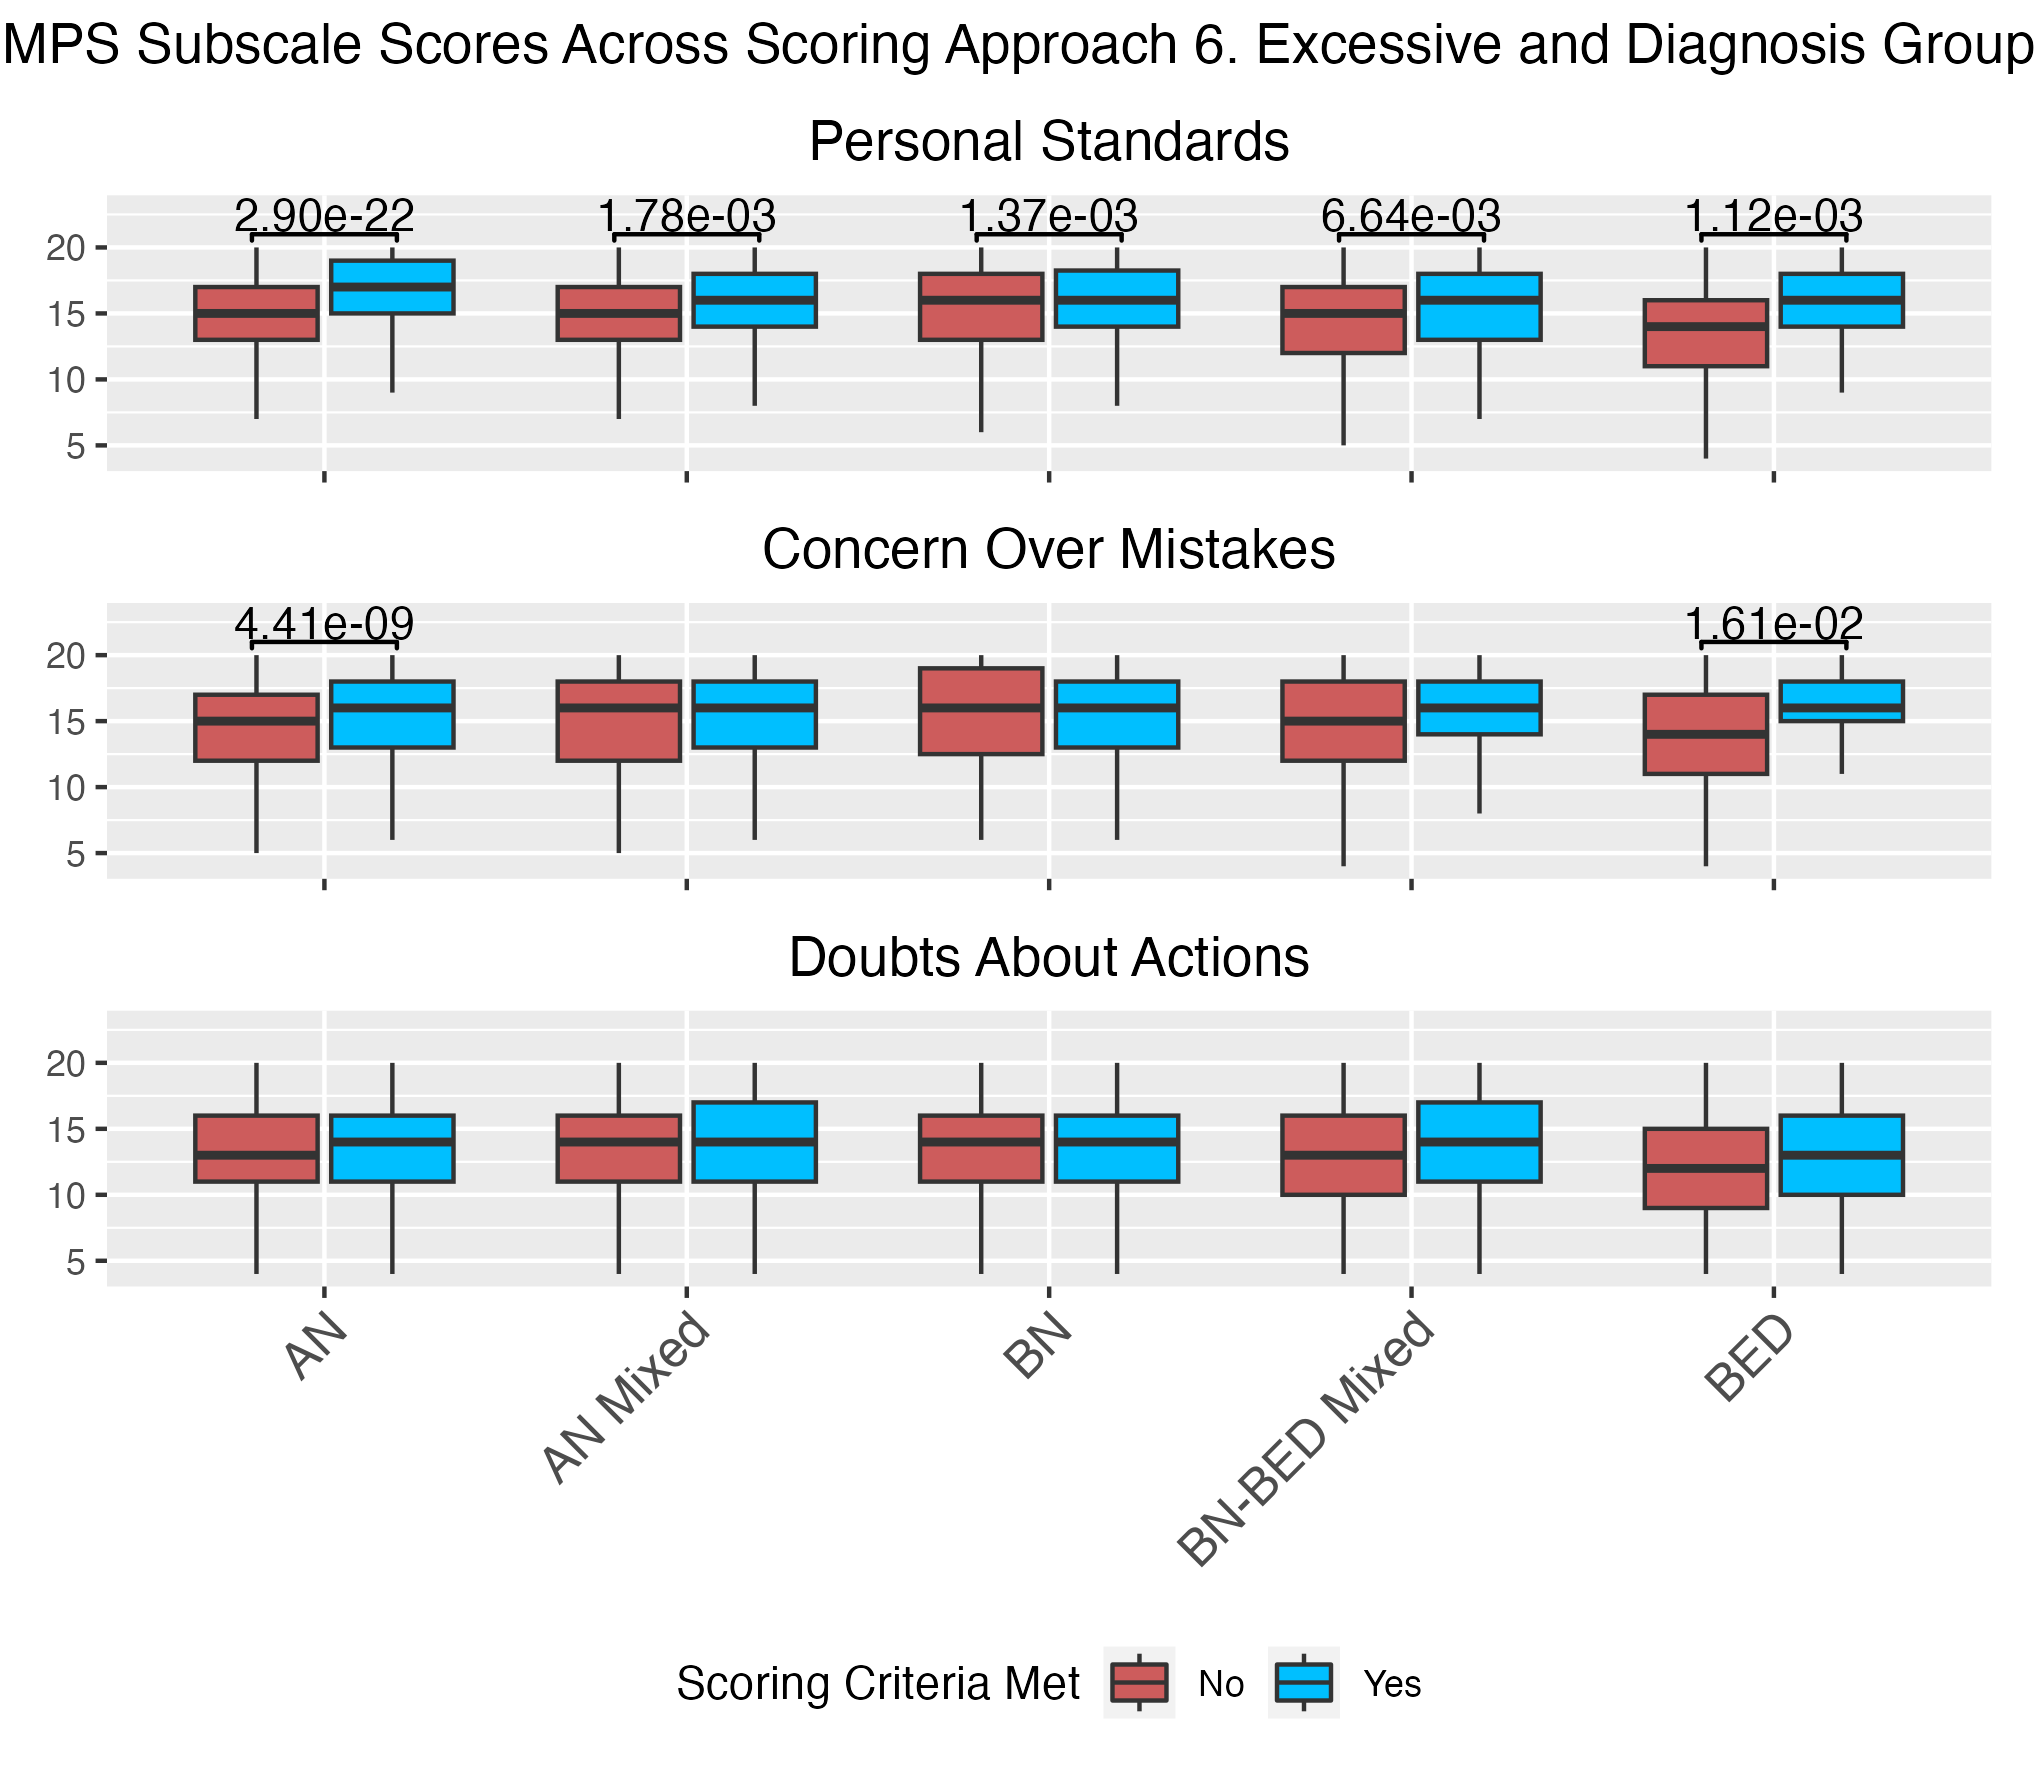 MPS Subscale Scores Across Scoring Approach 6. Excessive and Diagnosis Group
Personal Standards
2.90e-22 1.78e-03 1.37e-03 6.64e-03 1.12e-03
20
15
10
5
Concern Over Mistakes
4.41e-09 1.61e-02
20
15
10
5
Doubts About Actions
20
15
10
5
AN
AN Mixed
BN
BN-BED Mixed
BED
Scoring Criteria Met No Yes